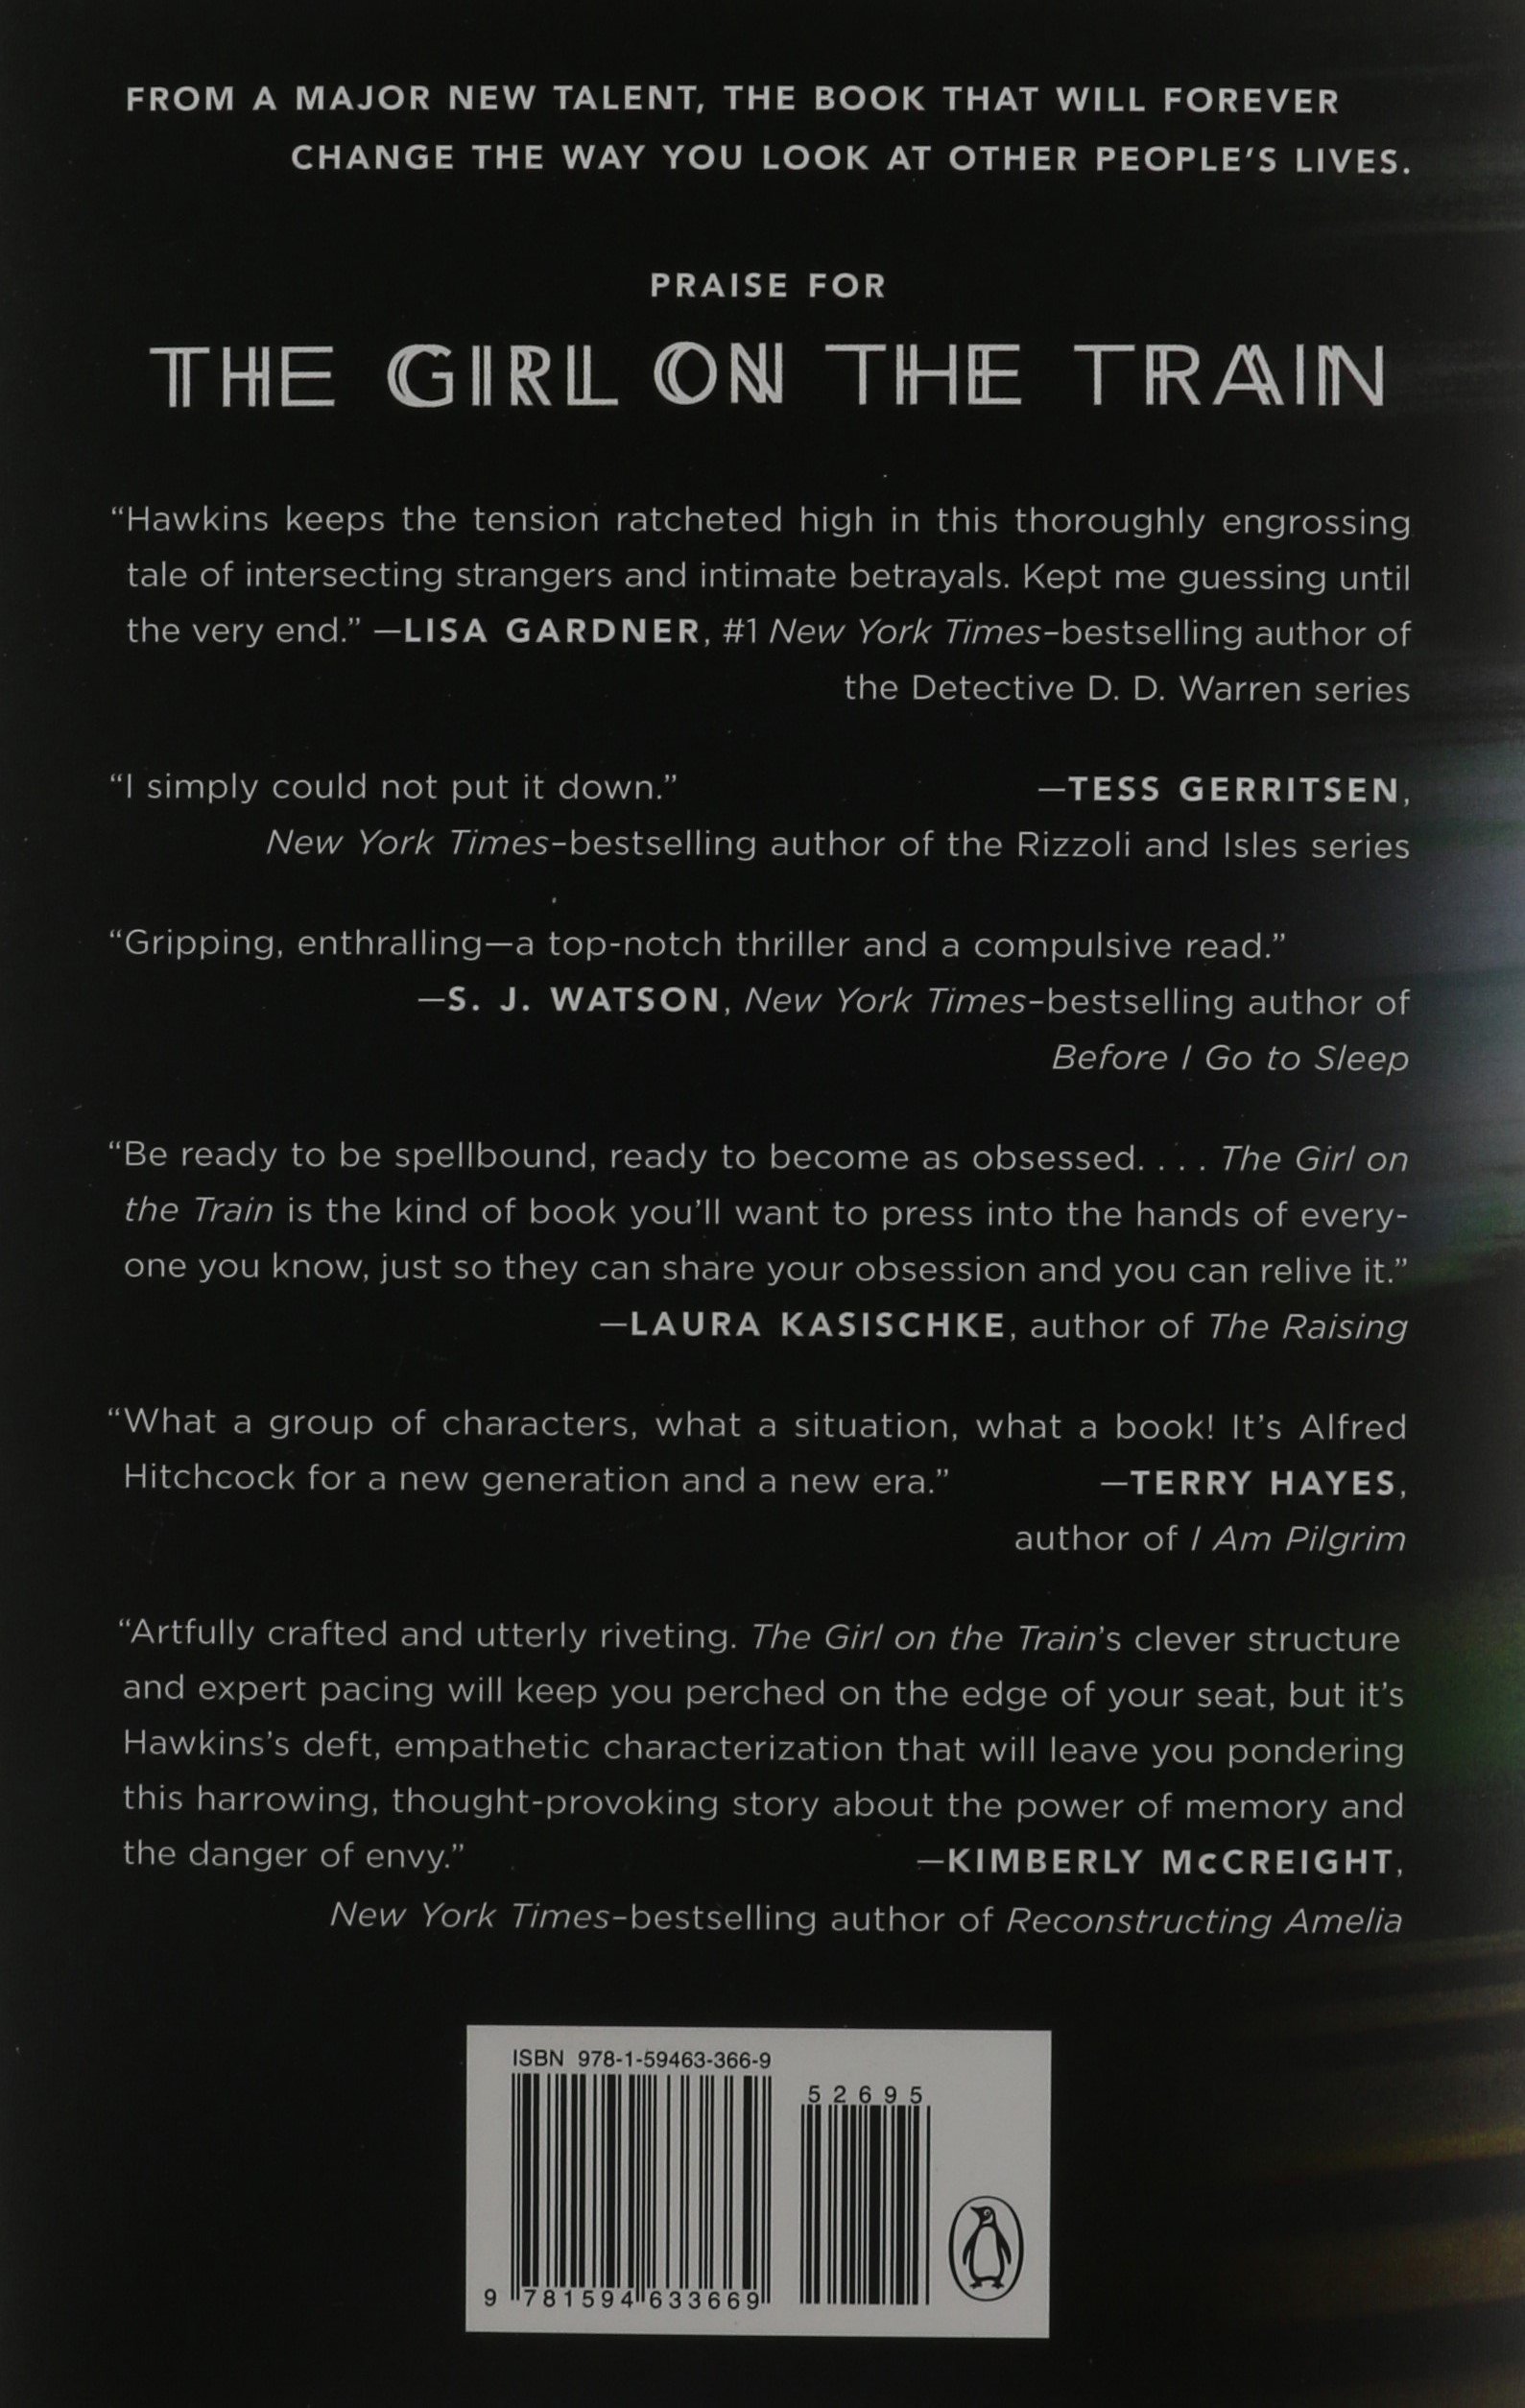 FROM A MAJOR NEW TALENT, THE BOOK THAT WILL FOREVER
CHANGE THE WAY YOU LOOK AT OTHER PEOPLE'S LIVES.
PRAISE FOR
THE GIRL ON THE TRAIN
“Hawkins keeps the tension ratcheted high in this thoroughly engrossing
tale of intersecting strangers and intimate betrayals. Kept me guessing until
the very end.” —LISA GARDNER, #1 New York Times–bestselling author of
the Detective D. D. Warren series
“I simply could not put it down.” —TESS GERRITSEN,
New York Times–bestselling author of the Rizzoli and Isles series
“Gripping, enthralling—a top-notch thriller and a compulsive read.”
—S. J. WATSON, New York Times–bestselling author of
Before I Go to Sleep
“Be ready to be spellbound, ready to become as obsessed. . . . The Girl on
the Train is the kind of book you’ll want to press into the hands of every-
one you know, just so they can share your obsession and you can relive it.”
—LAURA KASISCHKE, author of The Raising
“What a group of characters, what a situation, what a book! It’s Alfred
Hitchcock for a new generation and a new era.” —TERRY HAYES,
author of I Am Pilgrim
“Artfully crafted and utterly riveting. The Girl on the Train’s clever structure
and expert pacing will keep you perched on the edge of your seat, but it’s
Hawkins’s deft, empathetic characterization that will leave you pondering
this harrowing, thought-provoking story about the power of memory and
the danger of envy.” —KIMBERLY McCREIGHT,
New York Times–bestselling author of Reconstructing Amelia
ISBN 978-1-59463-366-9
52695
9 781594 633669